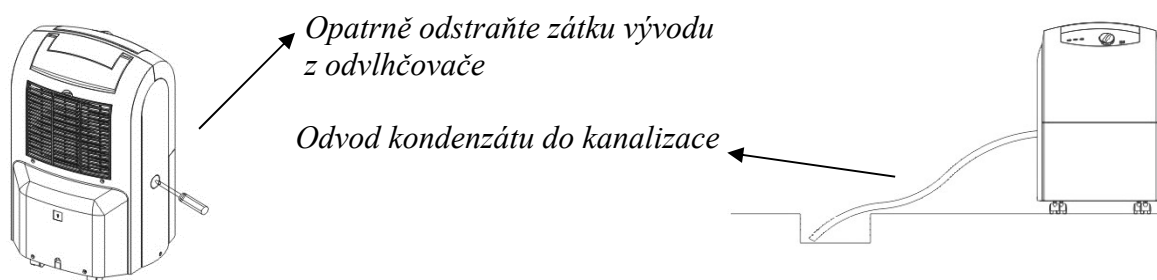 Opatrně odstraňte zátku vývodu
z odvlhčovače
Odvod kondenzátu do kanalizace